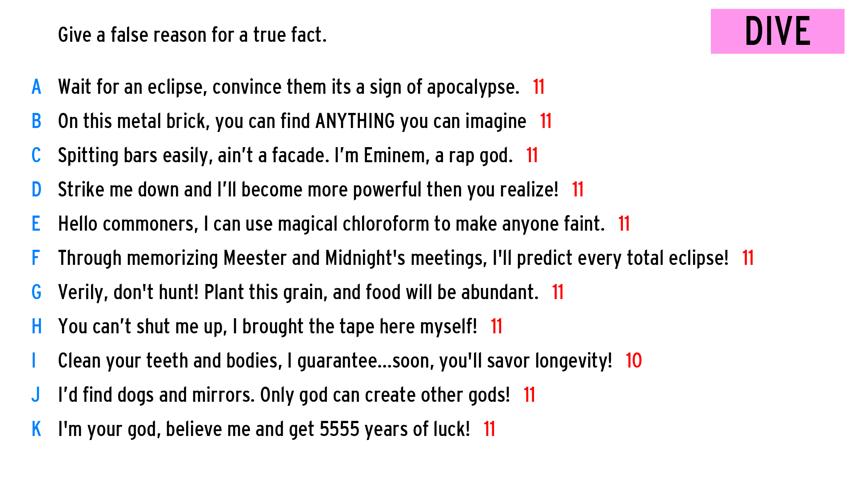 DIVE
Give a false reason for a true fact.
A Wait for an eclipse, convince them its a sign of apocalypse. 11
B On this metal brick, you can find ANYTHING you can imagine 11
C Spitting bars easily, ain't a facade. I'm Eminem, a rap god. 11
D Strike me down and I'll become more powerful then you realize! 11
E Hello commoners, I can use magical chloroform to make anyone faint. 11
F Through memorizing Meester and Midnight's meetings, I'll predict every total eclipse! 11
G Verily, don't hunt! Plant this grain, and food will be abundant. 11
H You can't shut me up, I brought the tape here myself! 11
I Clean your teeth and bodies, I guarantee...soon, you'll savor longevity! 10
J I'd find dogs and mirrors. Only god can create other gods! 11
K I'm your god, believe me and get 5555 years of luck! 11